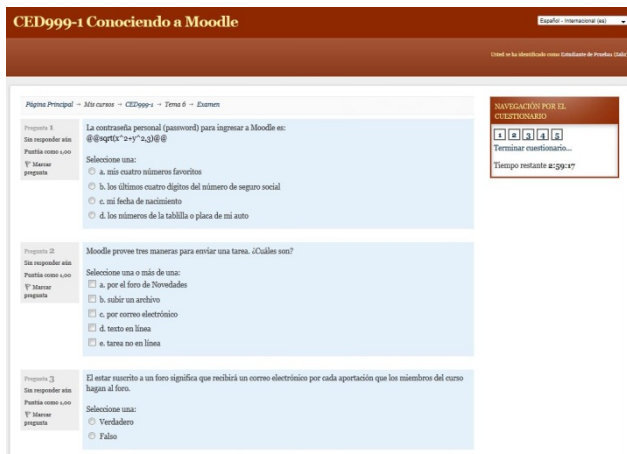 CED999-1 Conociendo a Moodle
Español - Internacional (es)
Usted se ha identificado como Estudiante de Pruebas (Salir)
Página Principal → Mis cursos → CED999-1 → Tema 6 → Examen
Pregunta 1
Sin responder aún
Puntúa como 1,00
Marcar
pregunta
La contraseña personal (password) para ingresar a Moodle es:
@@sqrt(x^2+y^2,3)@@
Seleccione una:
a. mis cuatro números favoritos
b. los últimos cuatro dígitos del número de seguro social
c. mi fecha de nacimiento
d. los números de la tablilla o placa de mi auto
Pregunta 2
Sin responder aún
Puntúa como 1,00
Marcar
pregunta
Moodle provee tres maneras para enviar una tarea. ¿Cuáles son?
Seleccione una o más de una:
a. por el foro de Novedades
b. subir un archivo
c. por correo electrónico
d. texto en línea
e. tarea no en línea
Pregunta 3
Sin responder aún
Puntúa como 1,00
Marcar
pregunta
El estar suscrito a un foro significa que recibirá un correo electrónico por cada aportación que los miembros del curso
hagan al foro.
Seleccione una:
Verdadero
Falso
NAVEGACIÓN POR EL
CUESTIONARIO
1 2 3 4 5
Terminar cuestionario...
Tiempo restante 2:59:17